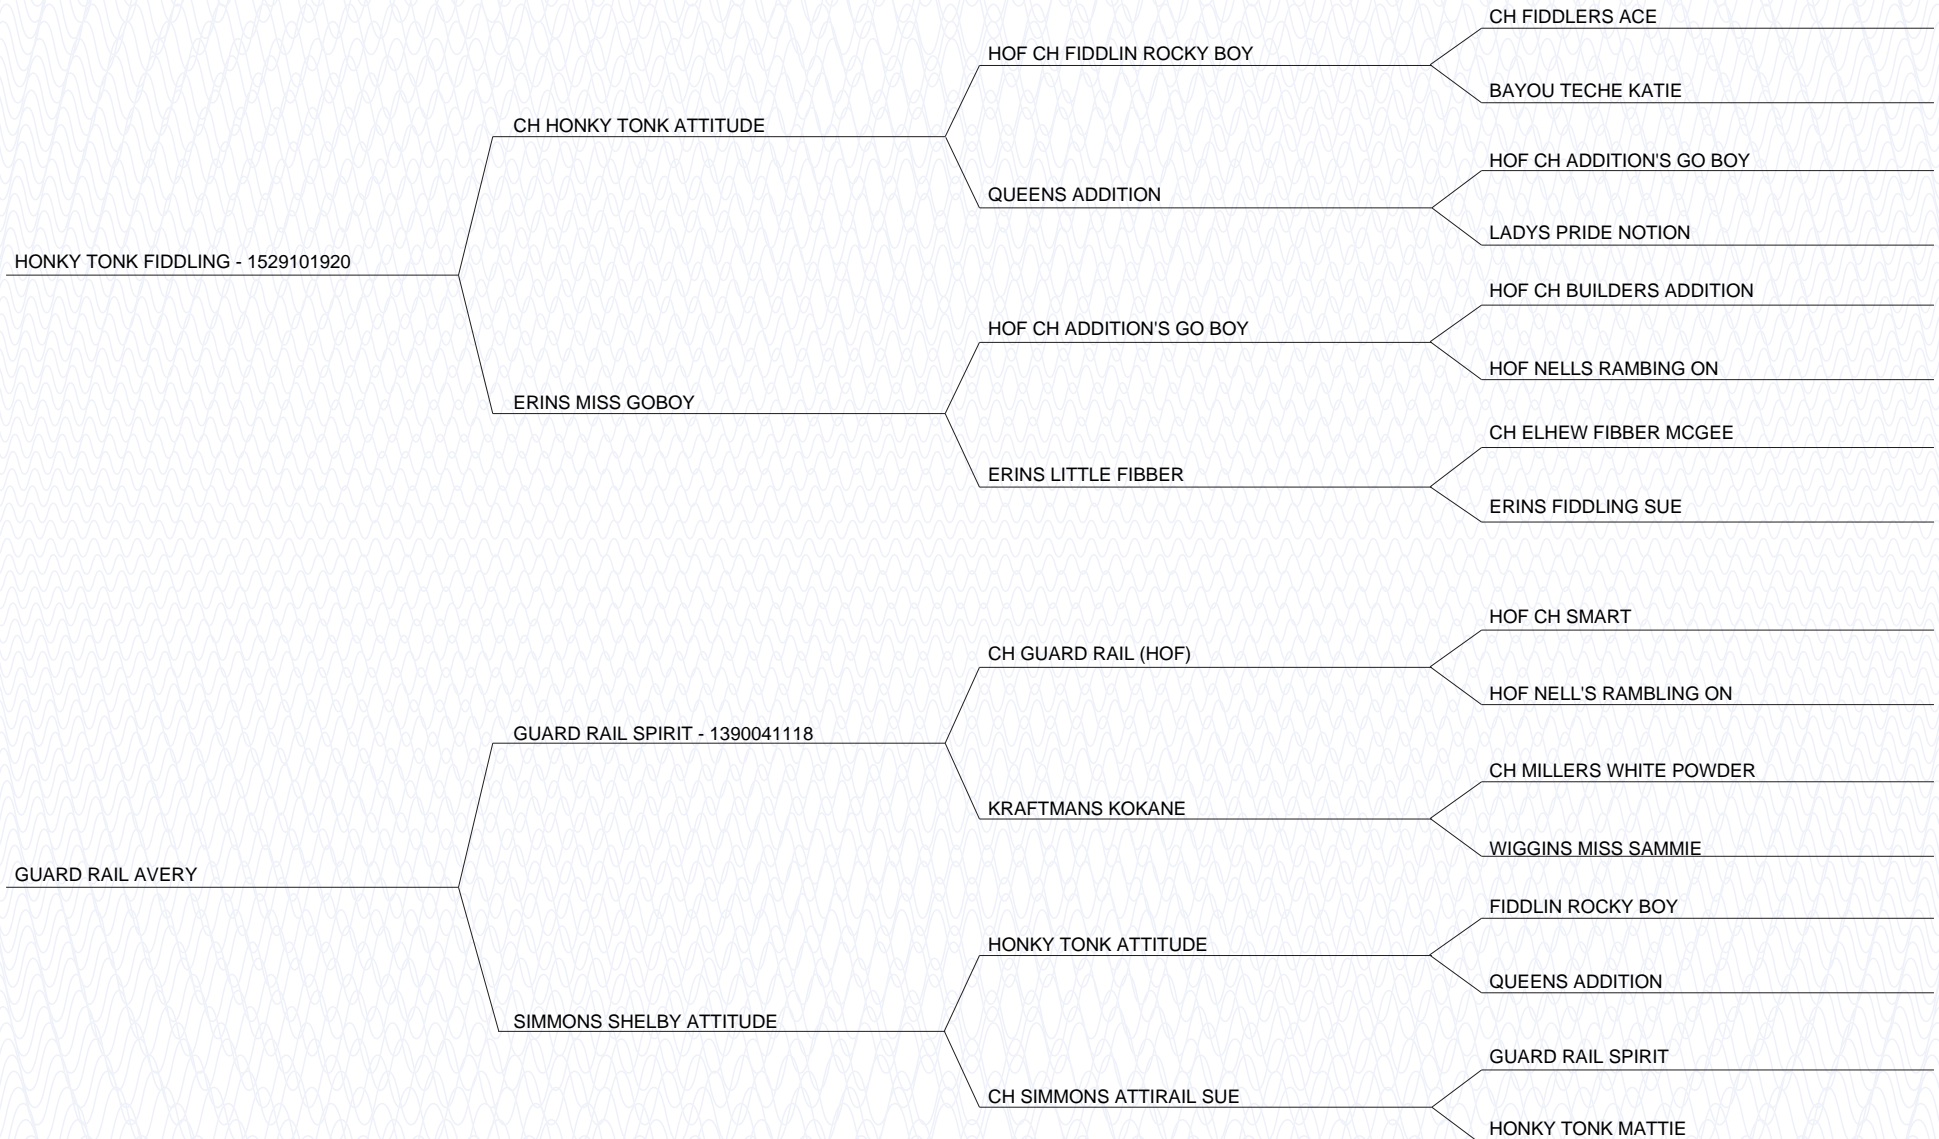 CH FIDDLERS ACE
HOF CH FIDDLIN ROCKY BOY
BAYOU TECHE KATIE
CH HONKY TONK ATTITUDE
HOF CH ADDITION'S GO BOY
QUEENS ADDITION
LADYS PRIDE NOTION
HONKY TONK FIDDLING - 1529101920
HOF CH BUILDERS ADDITION
HOF CH ADDITION'S GO BOY
HOF NELLS RAMBING ON
ERINS MISS GOBOY
CH ELHEW FIBBER MCGEE
ERINS LITTLE FIBBER
ERINS FIDDLING SUE
HOF CH SMART
CH GUARD RAIL (HOF)
HOF NELL'S RAMBLING ON
GUARD RAIL SPIRIT - 1390041118
CH MILLERS WHITE POWDER
KRAFTMANS KOKANE
WIGGINS MISS SAMMIE
GUARD RAIL AVERY
FIDDLIN ROCKY BOY
HONKY TONK ATTITUDE
QUEENS ADDITION
SIMMONS SHELBY ATTITUDE
GUARD RAIL SPIRIT
CH SIMMONS ATTIRAIL SUE
HONKY TONK MATTIE